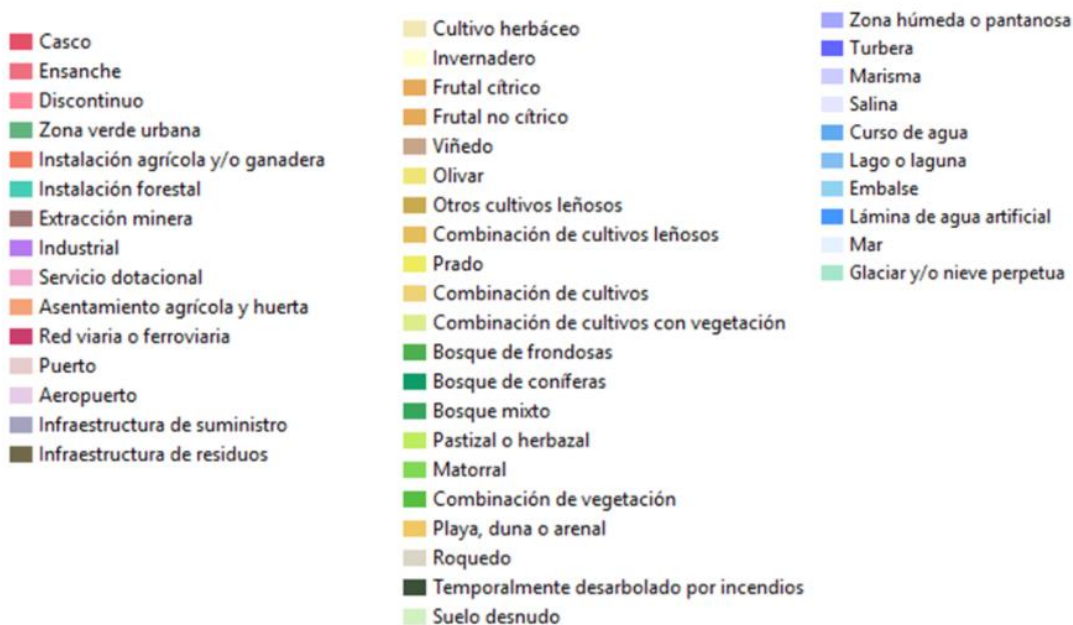 Casco
Ensanche
Discontinuo
Zona verde urbana
Instalación agrícola y/o ganadera
Instalación forestal
Extracción minera
Industrial
Servicio dotacional
Asentamiento agrícola y huerta
Red viaria o ferroviaria
Puerto
Aeropuerto
Infraestructura de suministro
Infraestructura de residuos
Cultivo herbáceo
Invernadero
Frutal cítrico
Frutal no cítrico
Viñedo
Olivar
Otros cultivos leñosos
Combinación de cultivos leñosos
Prado
Combinación de cultivos
Combinación de cultivos con vegetación
Bosque de frondosas
Bosque de coníferas
Bosque mixto
Pastizal o herbazal
Matorral
Combinación de vegetación
Playa, duna o arenal
Roquedo
Temporalmente desarbolado por incendios
Suelo desnudo
Zona húmeda o pantanosa
Turbera
Marisma
Salina
Curso de agua
Lago o laguna
Embalse
Lámina de agua artificial
Mar
Glaciar y/o nieve perpetua